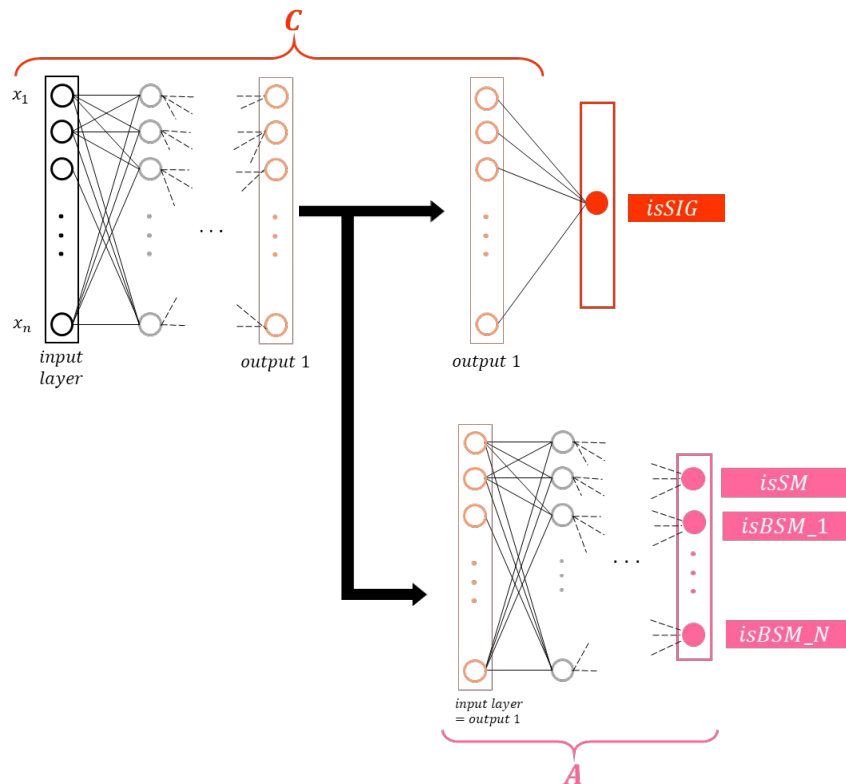 C
x₁
xₙ
. . .
input
layer
output 1
output 1
isSIG
. . .
isSM
isBSM_1
isBSM_N
input layer
= output 1
A